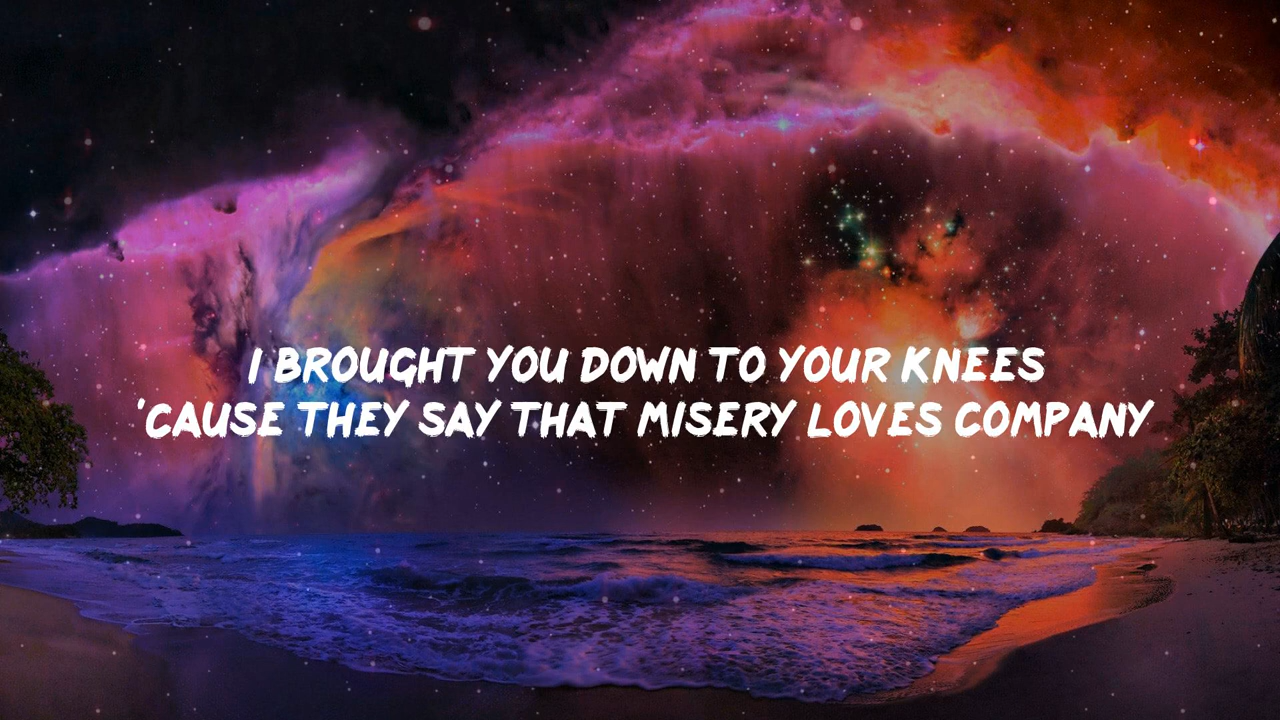 I BROUGHT YOU DOWN TO YOUR KNEES
'CAUSE THEY SAY THAT MISERY LOVES COMPANY